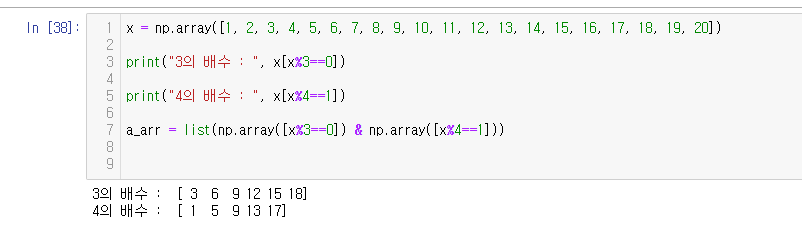 In [38]:
1 x = np.array([1, 2, 3, 4, 5, 6, 7, 8, 9, 10, 11, 12, 13, 14, 15, 16, 17, 18, 19, 20])
2
3 print("3의 배수 : ", x[x%3==0])
4
5 print("4의 배수 : ", x[x%4==1])
6
7 a_arr = list(np.array([x%3==0]) & np.array([x%4==1]))
8
9
3의 배수 :  [ 3  6  9 12 15 18]
4의 배수 :  [ 1  5  9 13 17]